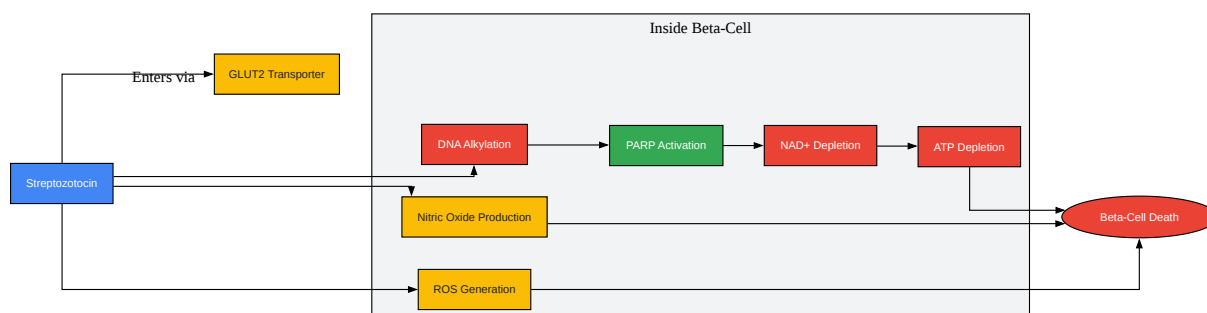 Inside Beta-Cell
Enters via
GLUT2 Transporter
DNA Alkylation
PARP Activation
NAD+ Depletion
ATP Depletion
Streptozotocin
Nitric Oxide Production
Beta-Cell Death
ROS Generation